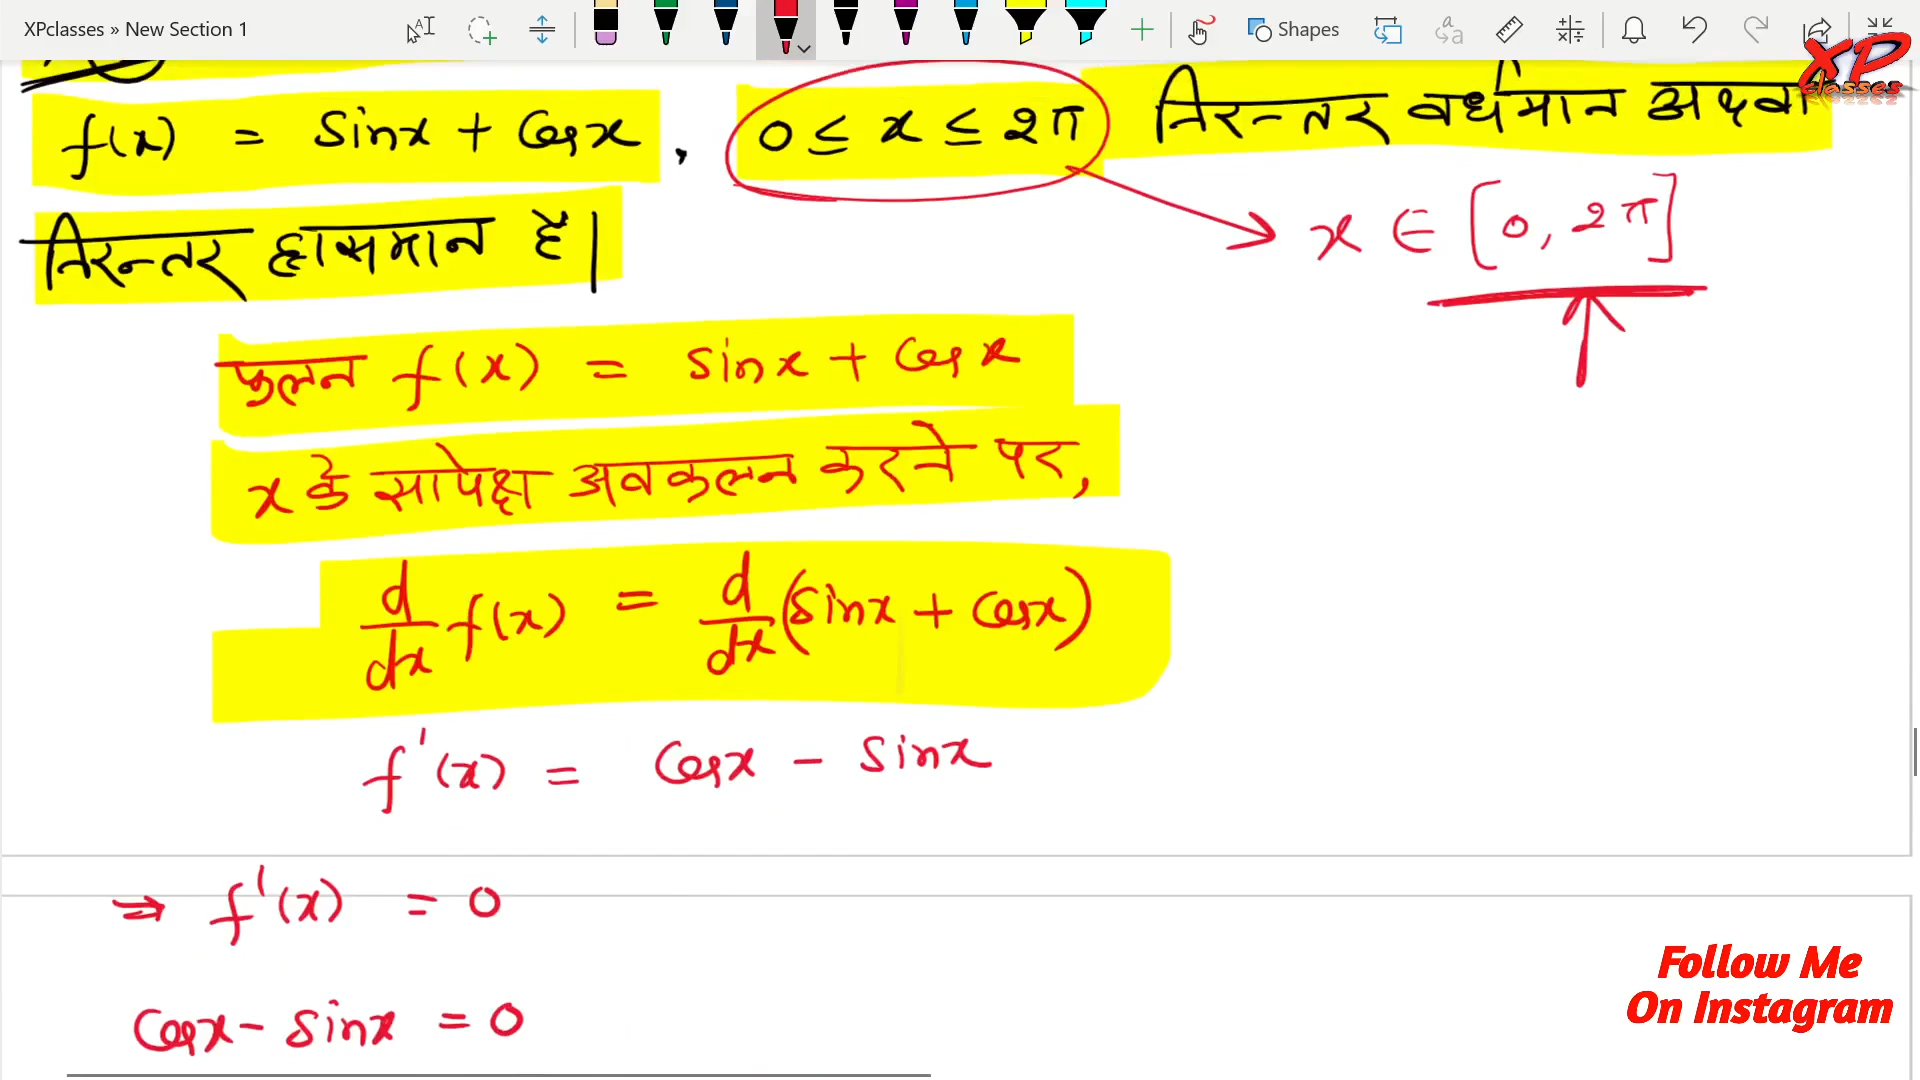 XPclasses » New Section 1
Shapes
XP classes
f(x) = sinx + cosx, 0 ≤ x ≤ 2π निरन्तर वर्धमान अथवा
निरन्तर ह्रासमान है|
x ∈ [0, 2π]
फलन f(x) = sinx + cosx
x के सापेक्ष अवकलन करने पर,
d/dx f(x) = d/dx (sinx + cosx)
f'(x) = cosx - sinx
⇒ f'(x) = 0
cosx - sinx = 0
Follow Me
On Instagram